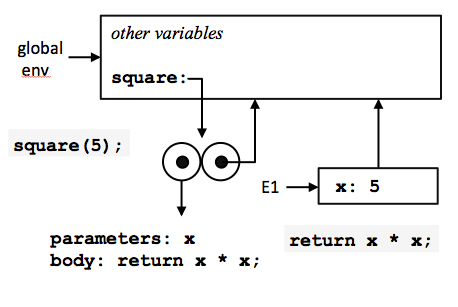 other variables
global
env
square:
square(5);
E1
x: 5
parameters: x
body: return x * x;
return x * x;